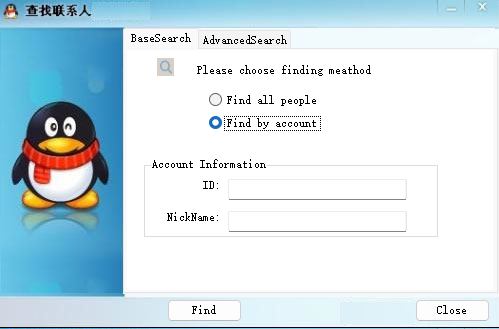 查找联系人
BaseSearch
AdvancedSearch
Please choose finding meathod
Find all people
Find by account
Account Information
ID:
NickName:
Find
Close